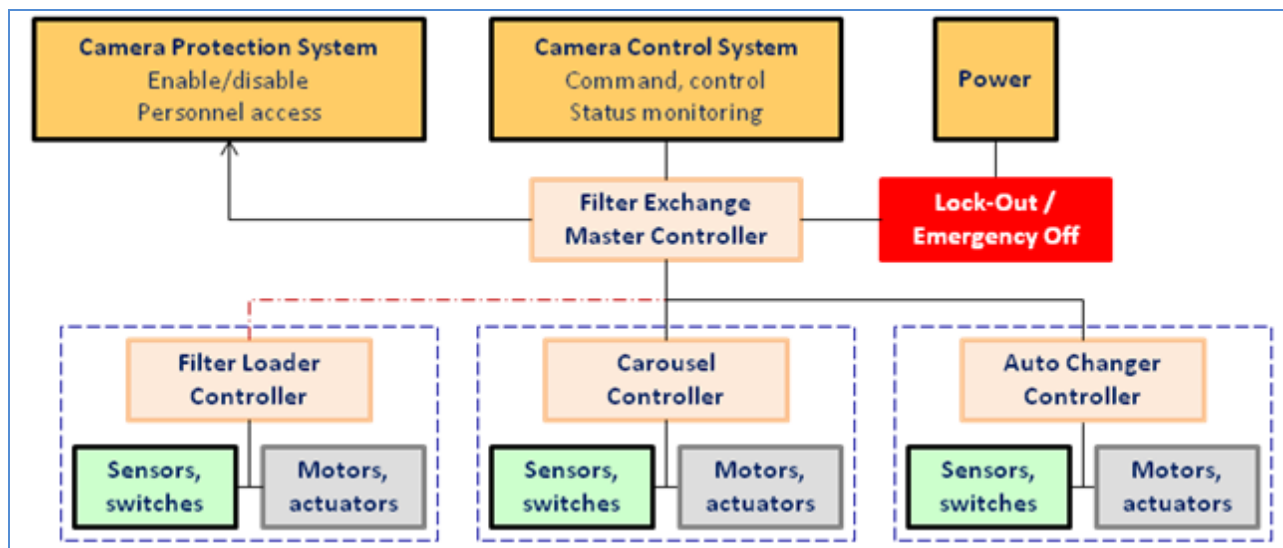 Camera Protection System
Enable/disable
Personnel access
Camera Control System
Command, control
Status monitoring
Power
Filter Exchange
Master Controller
Lock-Out /
Emergency Off
Filter Loader
Controller
Carousel
Controller
Auto Changer
Controller
Sensors,
switches
Motors,
actuators
Sensors,
switches
Motors,
actuators
Sensors,
switches
Motors,
actuators